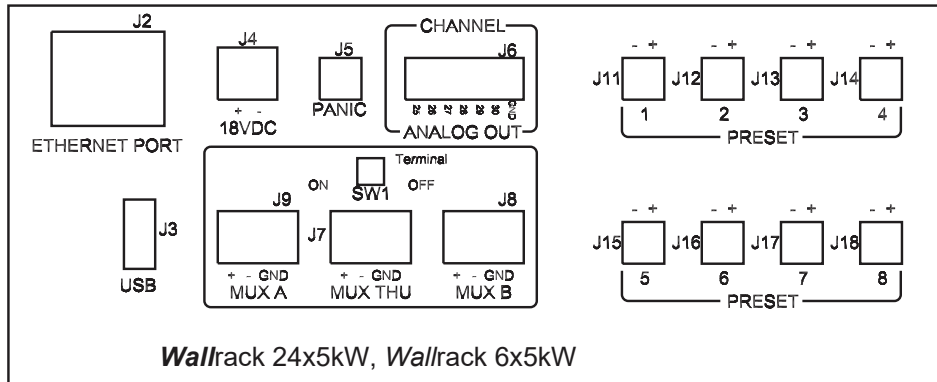 J2
J4
J5
CHANNEL
J6
GND
ANALOG OUT
+ -
18VDC
PANIC
ETHERNET PORT
J3
USB
Terminal
ON SW1 OFF
J9 J7 J8
+ - GND + - GND + - GND
MUX A MUX THU MUX B
- + - + - + - +
J11 J12 J13 J14
1 2 3 4
PRESET
- + - + - + - +
J15 J16 J17 J18
5 6 7 8
PRESET
Wallrack 24x5kW, Wallrack 6x5kW